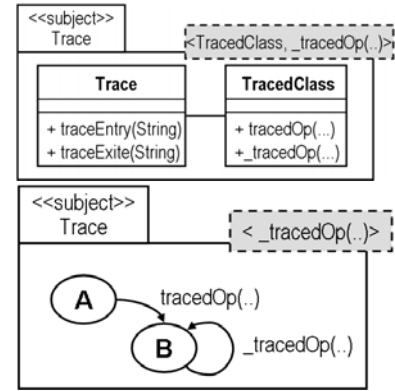 <<subject>>
Trace
<TracedClass, _tracedOp(..)>
Trace
+ traceEntry(String)
+ traceExite(String)
TracedClass
+ tracedOp(...)
+_tracedOp(...)
<<subject>>
Trace
< _tracedOp(..)>
A
tracedOp(..)
B
_tracedOp(..)